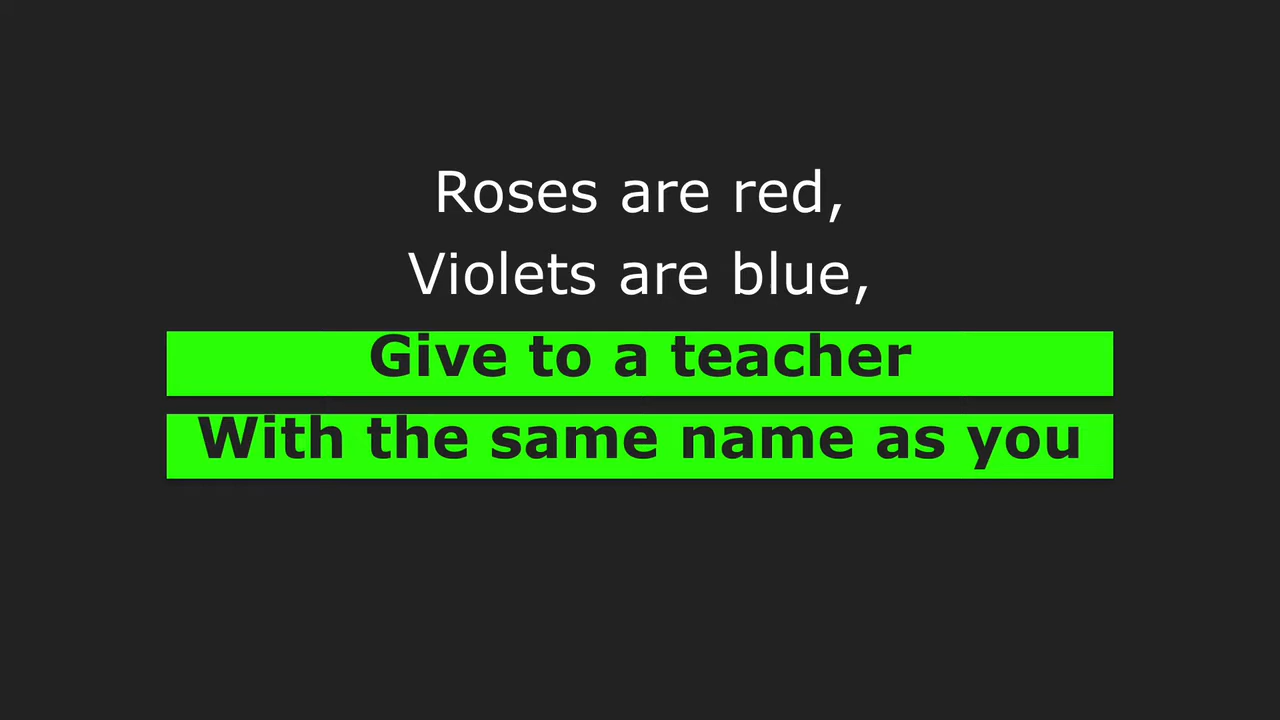 Roses are red,
Violets are blue,
Give to a teacher
With the same name as you